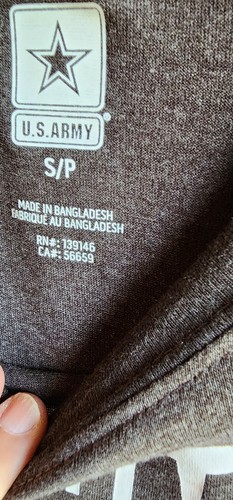 U.S.ARMY
®
S/P
MADE IN BANGLADESH
FABRIQUÉ AU BANGLADESH
RN#: 139146
CA#: 56659